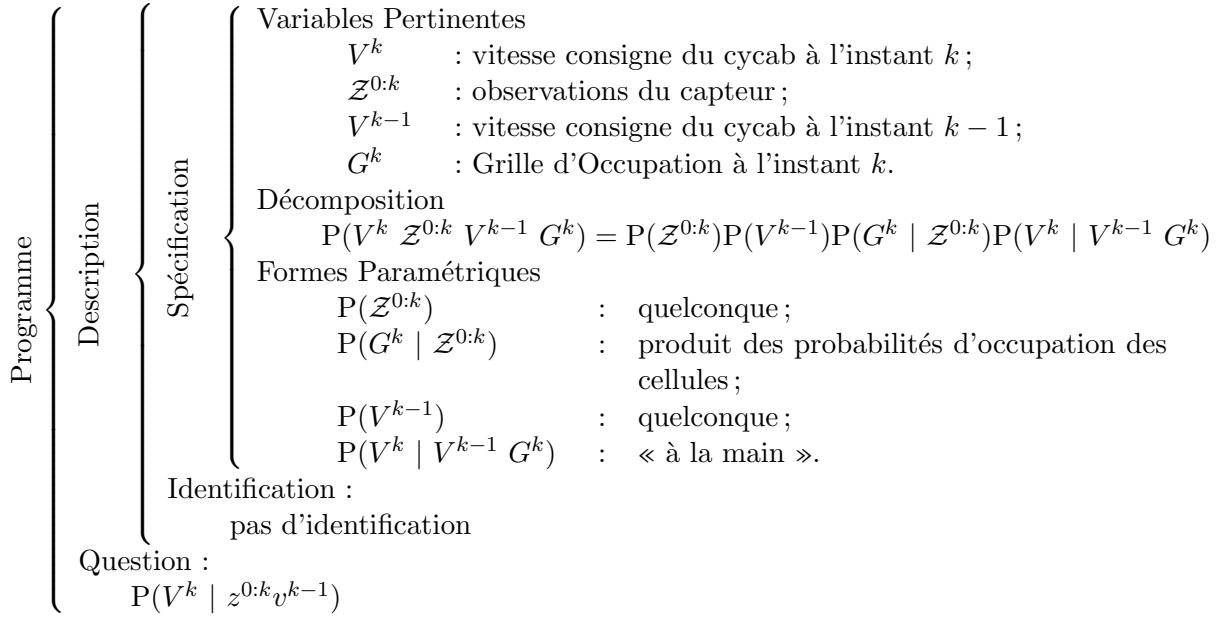 Programme
Description
Spécification
Variables Pertinentes
V^k : vitesse consigne du cycab à l'instant k ;
𝒵^{0:k} : observations du capteur ;
V^{k−1} : vitesse consigne du cycab à l'instant k − 1 ;
G^k : Grille d'Occupation à l'instant k.
Décomposition
P(V^k 𝒵^{0:k} V^{k−1} G^k) = P(𝒵^{0:k})P(V^{k−1})P(G^k | 𝒵^{0:k})P(V^k | V^{k−1} G^k)
Formes Paramétriques
P(𝒵^{0:k}) : quelconque ;
P(G^k | 𝒵^{0:k}) : produit des probabilités d'occupation des
cellules ;
P(V^{k−1}) : quelconque ;
P(V^k | V^{k−1} G^k) : « à la main ».
Identification :
pas d'identification
Question :
P(V^k | z^{0:k}v^{k−1})